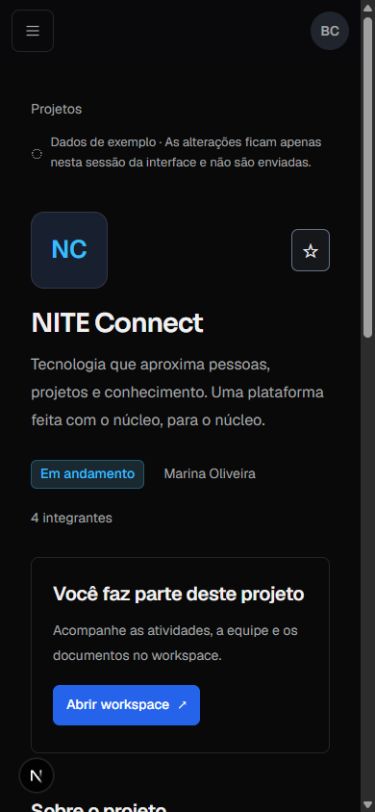 BC
Projetos
Dados de exemplo · As alterações ficam apenas
nesta sessão da interface e não são enviadas.
NC
NITE Connect
Tecnologia que aproxima pessoas,
projetos e conhecimento. Uma plataforma
feita com o núcleo, para o núcleo.
Em andamento Marina Oliveira
4 integrantes
Você faz parte deste projeto
Acompanhe as atividades, a equipe e os
documentos no workspace.
Abrir workspace ↗
N
Sobre o projeto